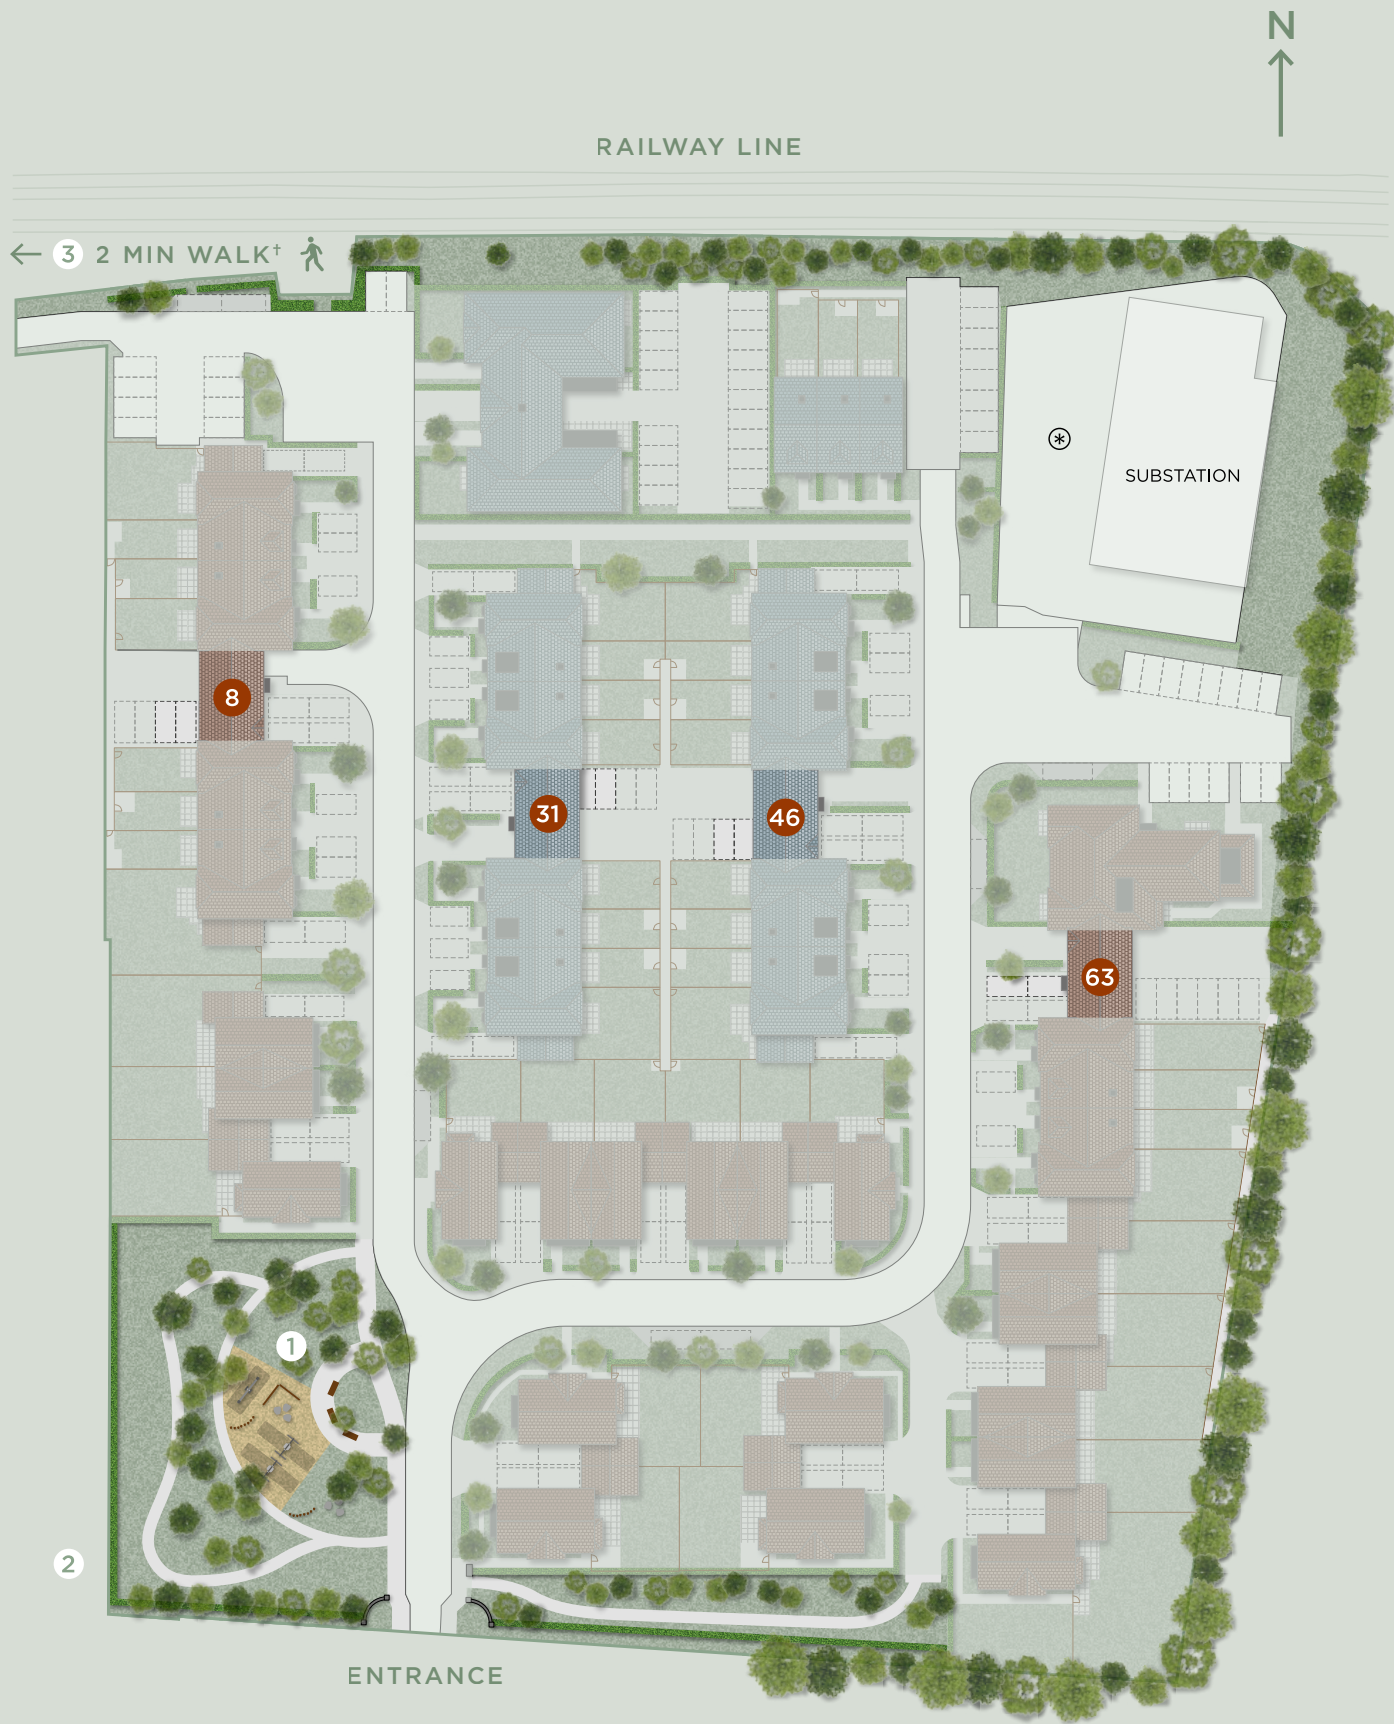 N
RAILWAY LINE
← 3 2 MIN WALK†
SUBSTATION
8
31
46
63
1
2
ENTRANCE